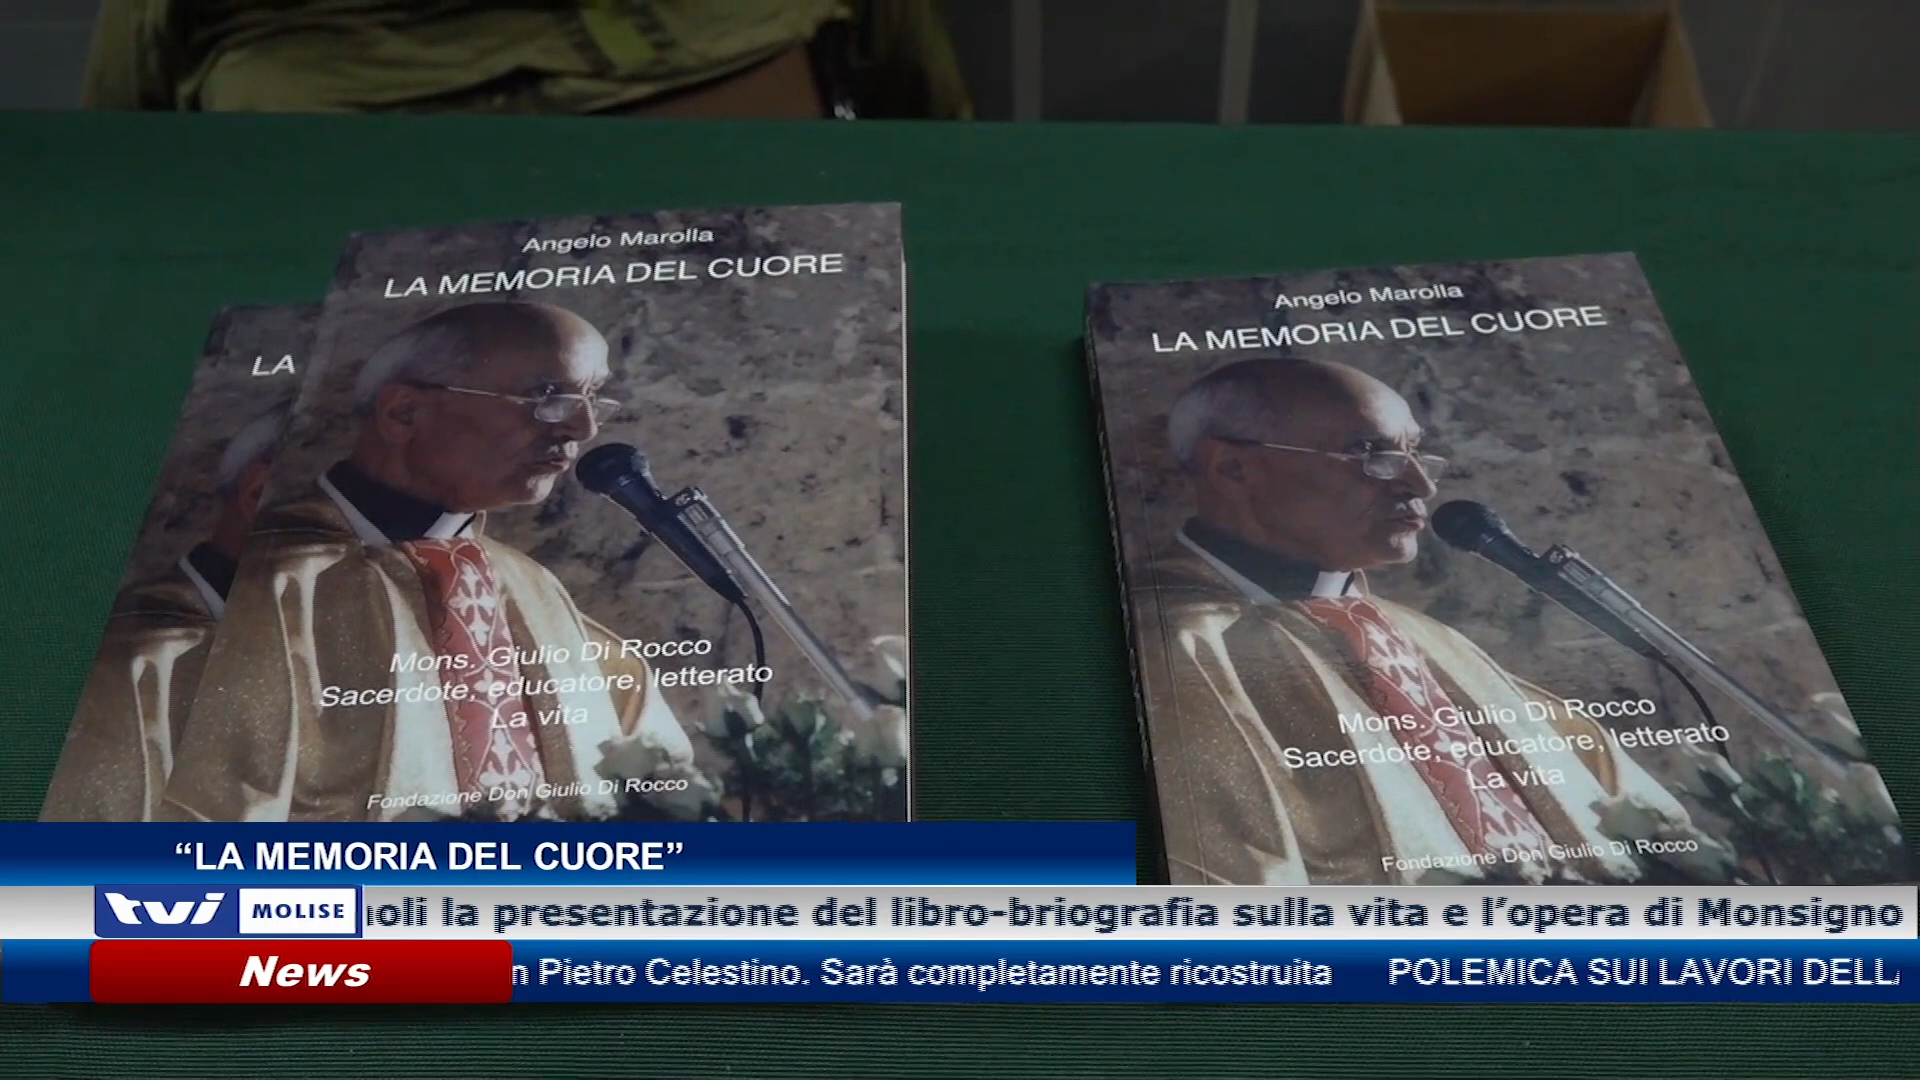 Angelo Marolla
LA MEMORIA DEL CUORE
Mons. Giulio Di Rocco
Sacerdote, educatore, letterato
La vita
Fondazione Don Giulio Di Rocco
LA
Angelo Marolla
LA MEMORIA DEL CUORE
Mons. Giulio Di Rocco
Sacerdote, educatore, letterato
La vita
Fondazione Don Giulio Di Rocco
“LA MEMORIA DEL CUORE”
tvi MOLISE
la presentazione del libro-briografia sulla vita e l’opera di Monsigno
News
Pietro Celestino. Sarà completamente ricostruita POLEMICA SUI LAVORI